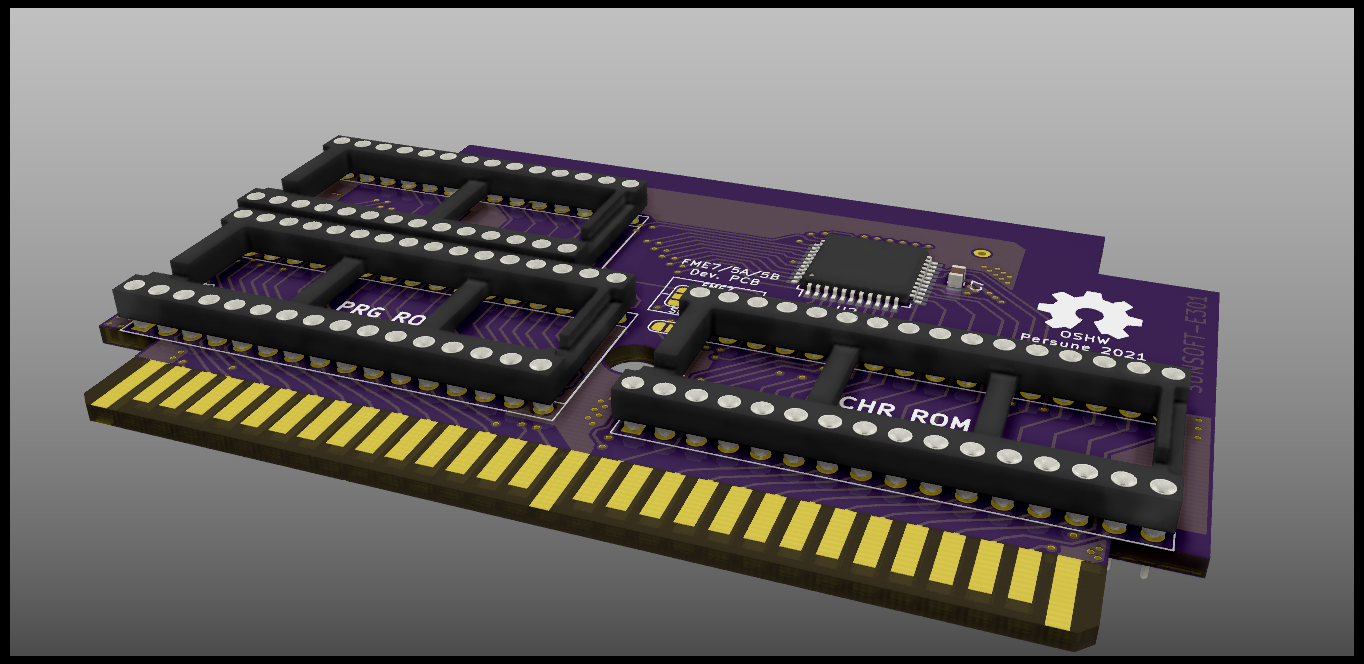 FME7/5A/5B
Dev. PCB
PRG RO
OSHW
Persune 2021
CHR ROM
SUNSOFT-E301